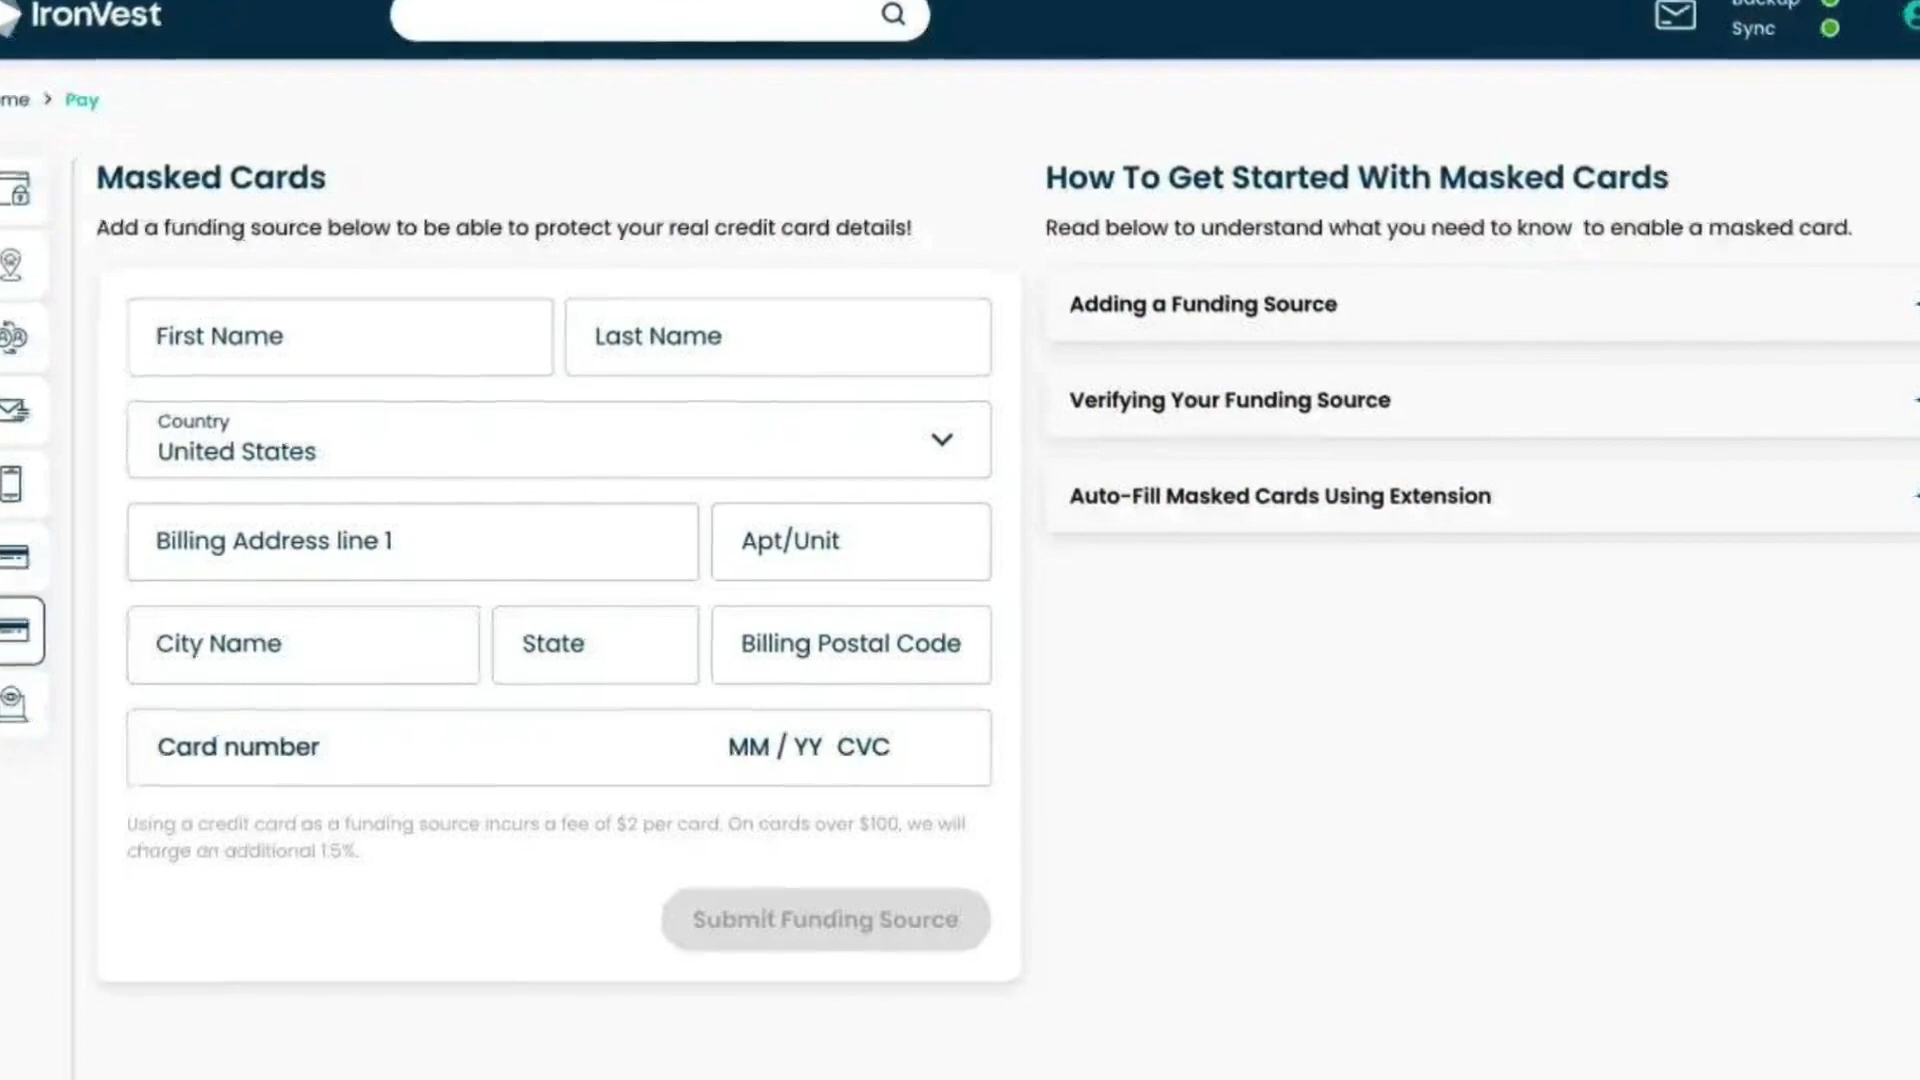 IronVest
Sync
me > Pay
Masked Cards
Add a funding source below to be able to protect your real credit card details!
First Name
Last Name
Country
United States
Billing Address line 1
Apt/Unit
City Name
State
Billing Postal Code
Card number
MM / YY CVC
Using a credit card as a funding source incurs a fee of $2 per card. On cards over $100, we will
charge an additional 1.5%.
Submit Funding Source
How To Get Started With Masked Cards
Read below to understand what you need to know to enable a masked card.
Adding a Funding Source
Verifying Your Funding Source
Auto-Fill Masked Cards Using Extension